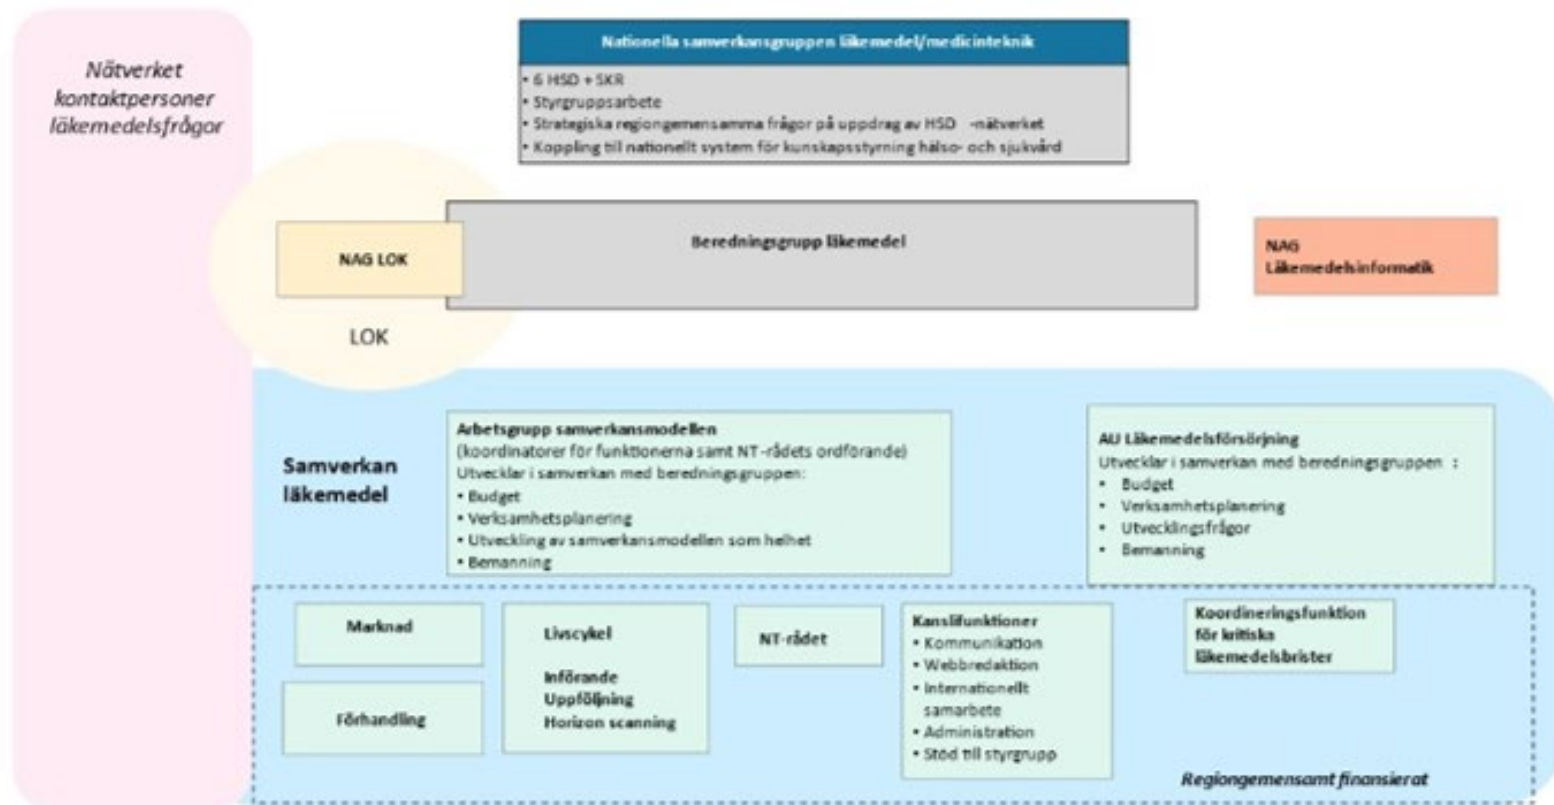 Nätverket
kontaktpersoner
läkemedelsfrågor
Nationella samverkansgruppen läkemedel/medicinteknik
• 6 HSD + SKR
• Styrgruppsarbete
• Strategiska regiongemensamma frågor på uppdrag av HSD -nätverket
• Koppling till nationellt system för kunskapsstyrning hälso- och sjukvård
NAG LOK
LOK
Beredningsgrupp läkemedel
NAG
Läkemedelsinformatik
Samverkan
läkemedel
Arbetsgrupp samverkansmodellen
(koordinatorer för funktionerna samt NT-rådets ordförande)
Utvecklar i samverkan med beredningsgruppen:
• Budget
• Verksamhetsplanering
• Utveckling av samverkansmodellen som helhet
• Bemanning
AU Läkemedelsförsörjning
Utvecklar i samverkan med beredningsgruppen :
• Budget
• Verksamhetsplanering
• Utvecklingsfrågor
• Bemanning
Marknad
Förhandling
Livscykel
Införande
Uppföljning
Horizon scanning
NT-rådet
Kanslifunktioner
• Kommunikation
• Webbredaktion
• Internationellt
samarbete
• Administration
• Stöd till styrgrupp
Koordineringsfunktion
för kritiska
läkemedelsbrister
Regiongemensamt finansierat